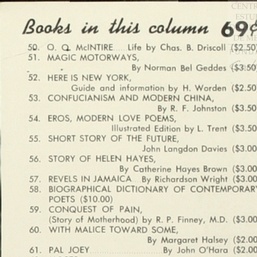 Books in this column 69¢
50. O. O. McINTIRE Life by Chas. B. Driscoll ($2.50
51. MAGIC MOTORWAYS,
By Norman Bel Geddes ($3.50
52. HERE IS NEW YORK,
Guide and information by H. Worden ($2.50
53. CONFUCIANISM AND MODERN CHINA,
By R. F. Johnston ($3.50
54. EROS, MODERN LOVE POEMS,
Illustrated Edition by L. Trent ($3.50
55. SHORT STORY OF THE FUTURE,
John Langdon Davies ($3.00
56. STORY OF HELEN HAYES,
By Catherine Hayes Brown ($3.00
57. REVELS IN JAMAICA By Richardson Wright ($3.00
58. BIOGRAPHICAL DICTIONARY OF CONTEMPORARY
POETS ($10.00)
59. CONQUEST OF PAIN,
(Story of Motherhood) by R. P. Finney, M.D. ($3.00
60. WITH MALICE TOWARD SOME,
By Margaret Halsey ($2.00
61. PAL JOEY By John O'Hara ($2.00